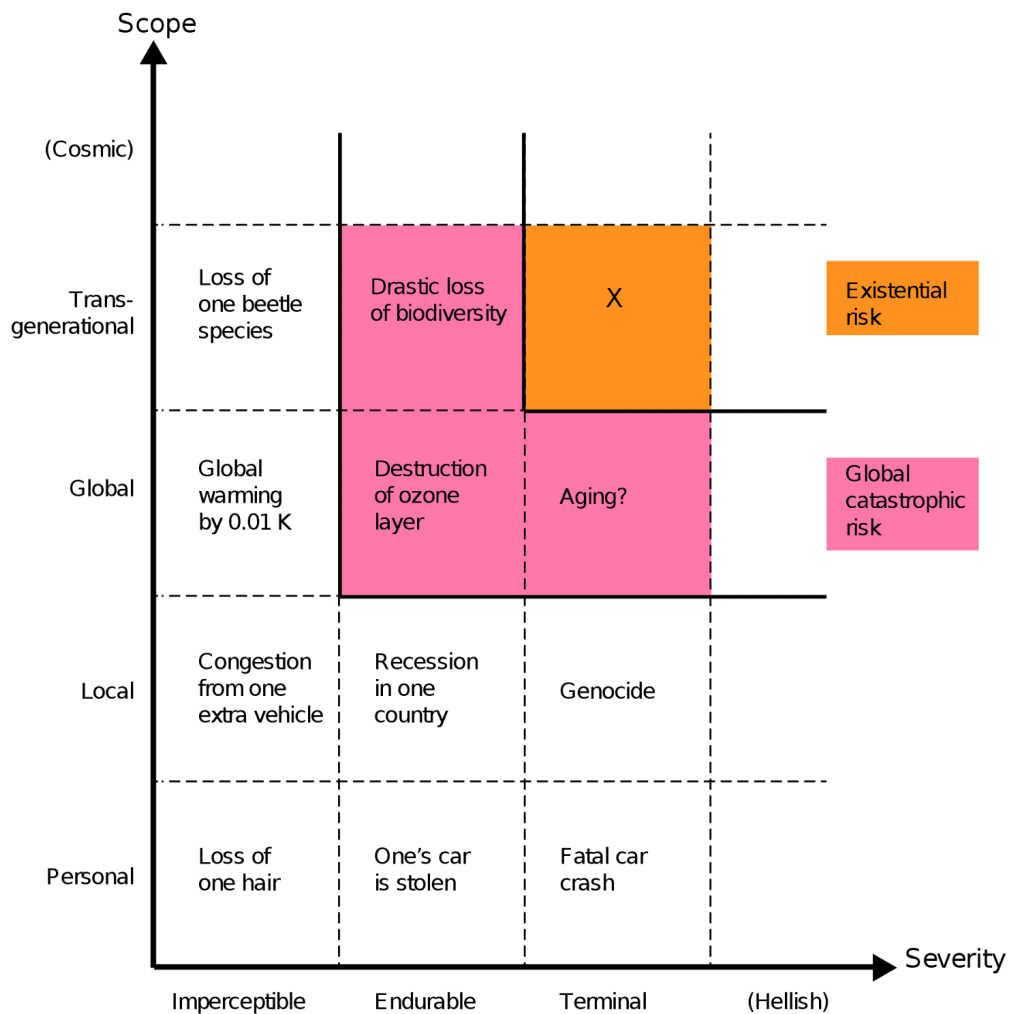 Scope
(Cosmic)
Trans-
generational
Loss of
one beetle
species
Drastic loss
of biodiversity
X
Existential
risk
Global
Global
warming
by 0.01 K
Destruction
of ozone
layer
Aging?
Global
catastrophic
risk
Local
Congestion
from one
extra vehicle
Recession
in one
country
Genocide
Personal
Loss of
one hair
One’s car
is stolen
Fatal car
crash
Severity
Imperceptible
Endurable
Terminal
(Hellish)